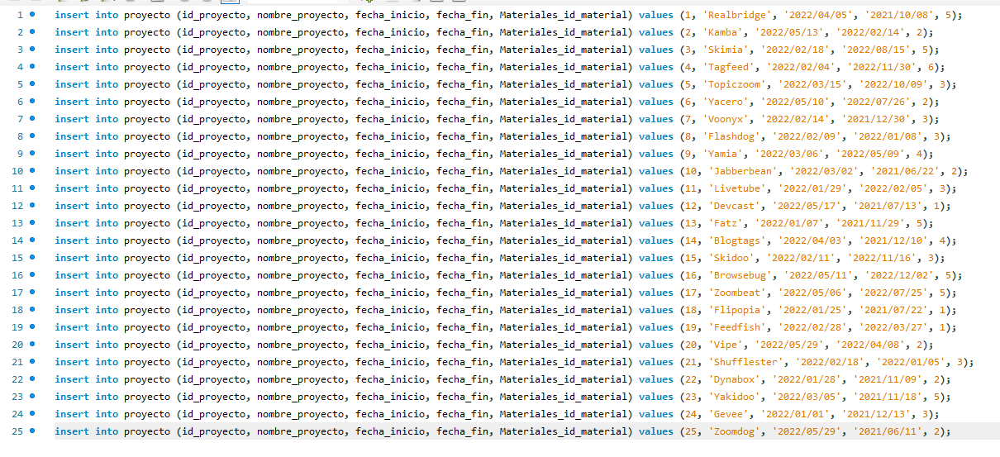 1 insert into proyecto (id_proyecto, nombre_proyecto, fecha_inicio, fecha_fin, Materiales_id_material) values (1, 'Realbridge', '2022/04/05', '2021/10/08', 5);
2 insert into proyecto (id_proyecto, nombre_proyecto, fecha_inicio, fecha_fin, Materiales_id_material) values (2, 'Kamba', '2022/05/13', '2022/02/14', 2);
3 insert into proyecto (id_proyecto, nombre_proyecto, fecha_inicio, fecha_fin, Materiales_id_material) values (3, 'Skimia', '2022/02/18', '2022/08/15', 5);
4 insert into proyecto (id_proyecto, nombre_proyecto, fecha_inicio, fecha_fin, Materiales_id_material) values (4, 'Tagfeed', '2022/02/04', '2022/11/30', 6);
5 insert into proyecto (id_proyecto, nombre_proyecto, fecha_inicio, fecha_fin, Materiales_id_material) values (5, 'Topiczoom', '2022/03/15', '2022/10/09', 3);
6 insert into proyecto (id_proyecto, nombre_proyecto, fecha_inicio, fecha_fin, Materiales_id_material) values (6, 'Yacero', '2022/05/10', '2022/07/26', 2);
7 insert into proyecto (id_proyecto, nombre_proyecto, fecha_inicio, fecha_fin, Materiales_id_material) values (7, 'Voonyx', '2022/02/14', '2021/12/30', 3);
8 insert into proyecto (id_proyecto, nombre_proyecto, fecha_inicio, fecha_fin, Materiales_id_material) values (8, 'Flashdog', '2022/02/09', '2022/01/08', 3);
9 insert into proyecto (id_proyecto, nombre_proyecto, fecha_inicio, fecha_fin, Materiales_id_material) values (9, 'Yamia', '2022/03/06', '2022/05/09', 4);
10 insert into proyecto (id_proyecto, nombre_proyecto, fecha_inicio, fecha_fin, Materiales_id_material) values (10, 'Jabberbean', '2022/03/02', '2021/06/22', 2);
11 insert into proyecto (id_proyecto, nombre_proyecto, fecha_inicio, fecha_fin, Materiales_id_material) values (11, 'Livetube', '2022/01/29', '2022/02/05', 3);
12 insert into proyecto (id_proyecto, nombre_proyecto, fecha_inicio, fecha_fin, Materiales_id_material) values (12, 'Devcast', '2022/05/17', '2021/07/13', 1);
13 insert into proyecto (id_proyecto, nombre_proyecto, fecha_inicio, fecha_fin, Materiales_id_material) values (13, 'Fatz', '2022/01/07', '2021/11/29', 5);
14 insert into proyecto (id_proyecto, nombre_proyecto, fecha_inicio, fecha_fin, Materiales_id_material) values (14, 'Blogtags', '2022/04/03', '2021/12/10', 4);
15 insert into proyecto (id_proyecto, nombre_proyecto, fecha_inicio, fecha_fin, Materiales_id_material) values (15, 'Skidoo', '2022/02/11', '2022/11/16', 3);
16 insert into proyecto (id_proyecto, nombre_proyecto, fecha_inicio, fecha_fin, Materiales_id_material) values (16, 'Browsebug', '2022/05/11', '2022/12/02', 5);
17 insert into proyecto (id_proyecto, nombre_proyecto, fecha_inicio, fecha_fin, Materiales_id_material) values (17, 'Zoombeat', '2022/05/06', '2022/07/25', 5);
18 insert into proyecto (id_proyecto, nombre_proyecto, fecha_inicio, fecha_fin, Materiales_id_material) values (18, 'Flipopia', '2022/01/25', '2021/07/22', 1);
19 insert into proyecto (id_proyecto, nombre_proyecto, fecha_inicio, fecha_fin, Materiales_id_material) values (19, 'Feedfish', '2022/02/28', '2022/03/27', 1);
20 insert into proyecto (id_proyecto, nombre_proyecto, fecha_inicio, fecha_fin, Materiales_id_material) values (20, 'Vipe', '2022/05/29', '2022/04/08', 2);
21 insert into proyecto (id_proyecto, nombre_proyecto, fecha_inicio, fecha_fin, Materiales_id_material) values (21, 'Shufflester', '2022/02/18', '2022/01/05', 3);
22 insert into proyecto (id_proyecto, nombre_proyecto, fecha_inicio, fecha_fin, Materiales_id_material) values (22, 'Dynabox', '2022/01/28', '2021/11/09', 2);
23 insert into proyecto (id_proyecto, nombre_proyecto, fecha_inicio, fecha_fin, Materiales_id_material) values (23, 'Yakidoo', '2022/03/05', '2021/11/18', 5);
24 insert into proyecto (id_proyecto, nombre_proyecto, fecha_inicio, fecha_fin, Materiales_id_material) values (24, 'Gevee', '2022/01/01', '2021/12/13', 3);
25 insert into proyecto (id_proyecto, nombre_proyecto, fecha_inicio, fecha_fin, Materiales_id_material) values (25, 'Zoomdog', '2022/05/29', '2021/06/11', 2);